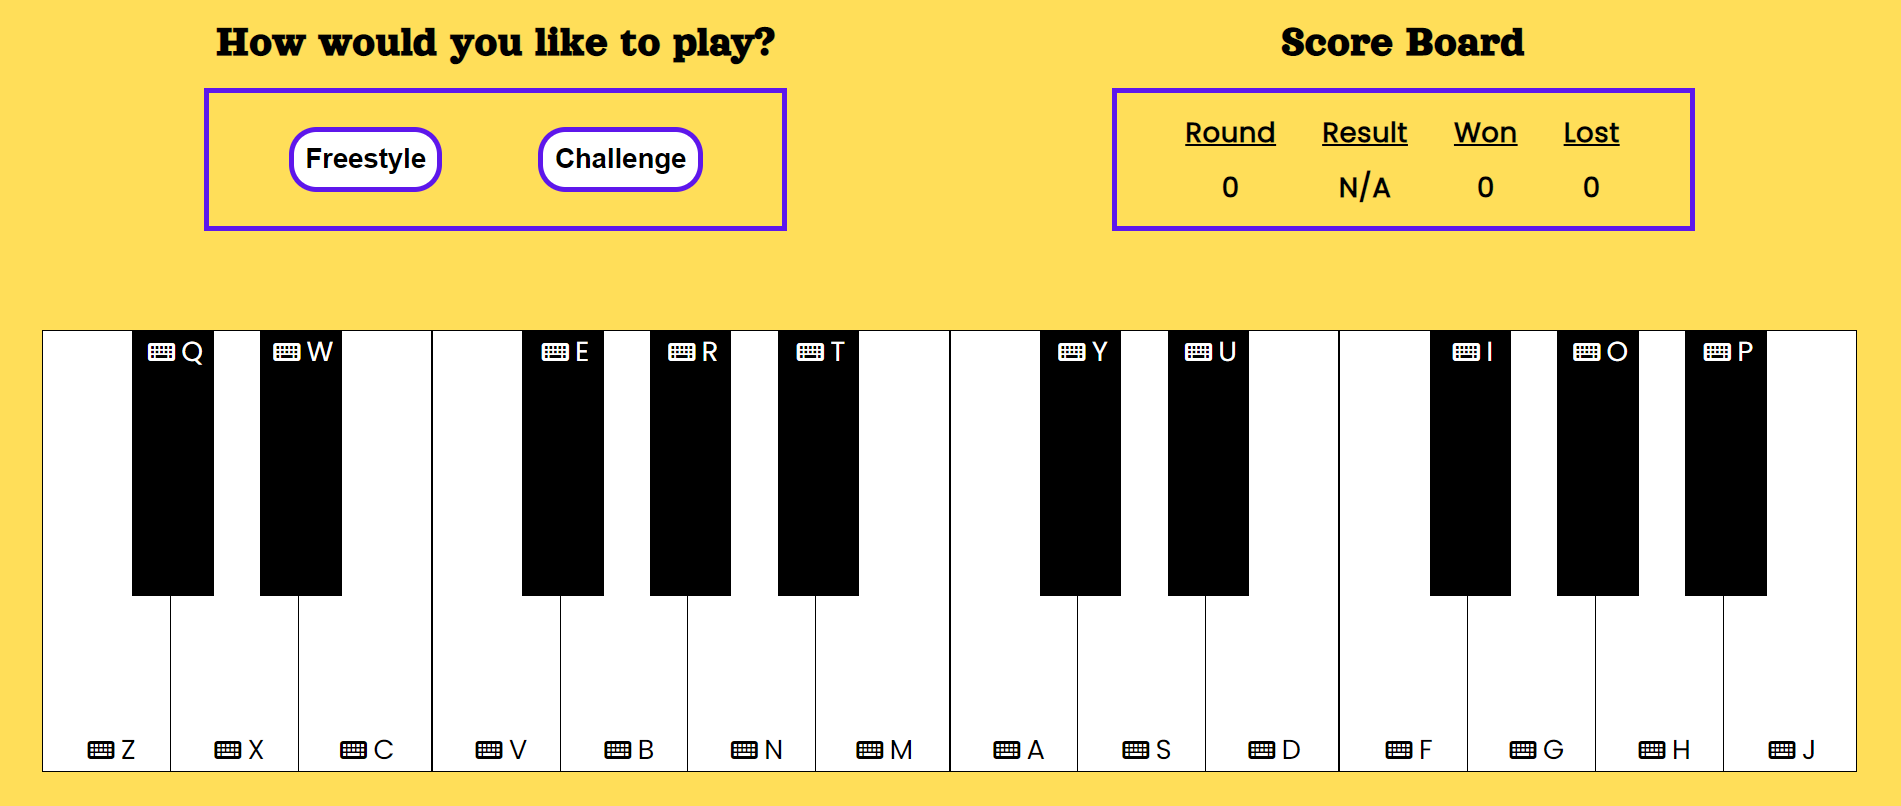 How would you like to play?
Freestyle Challenge
Score Board
Round Result Won Lost
0 N/A 0 0
Q W E R T Y U I O P
Z X C V B N M A S D F G H J